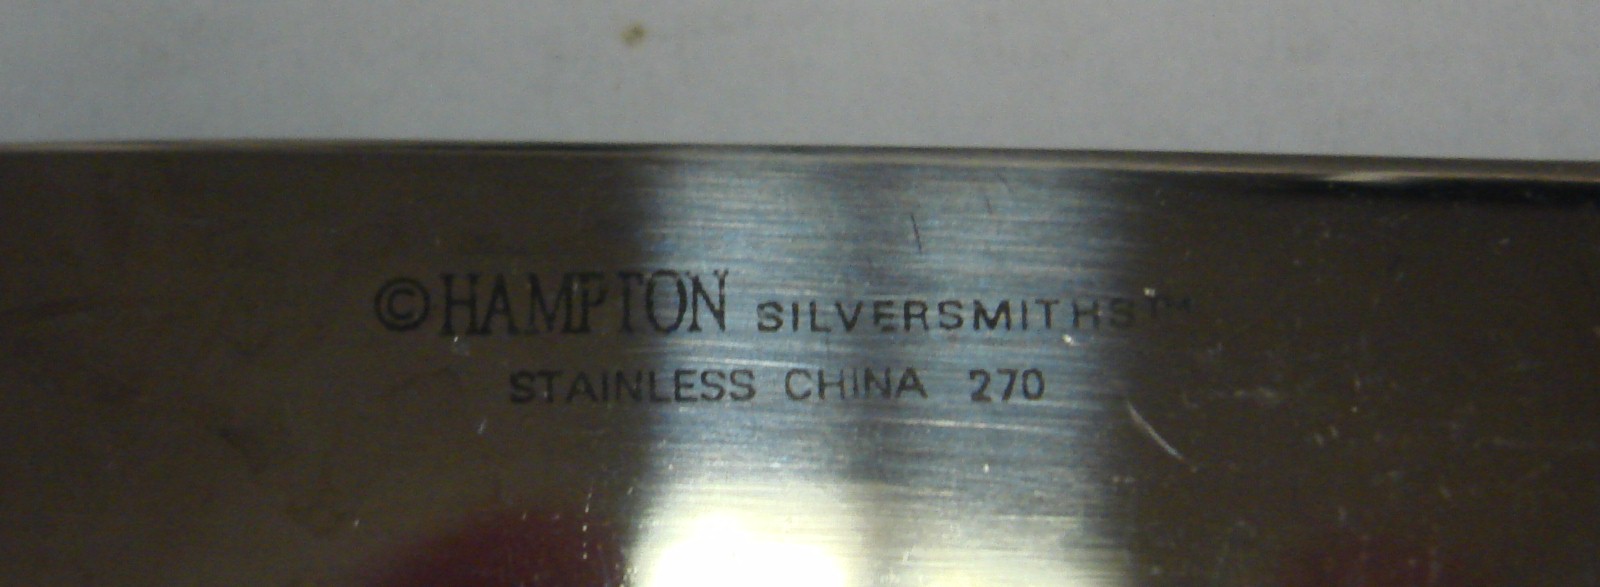 ©HAMPTON SILVERSMITHS™
STAINLESS CHINA 270